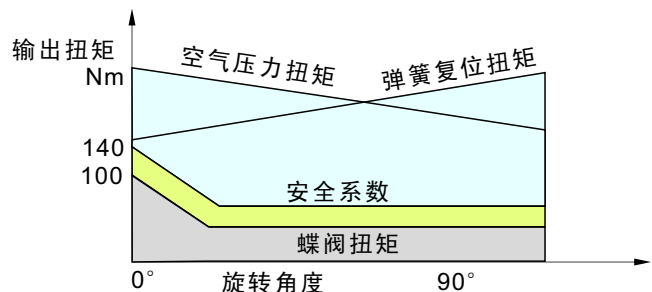 输出扭矩
Nm
空气压力扭矩
弹簧复位扭矩
140
100
安全系数
蝶阀扭矩
0°
旋转角度
90°